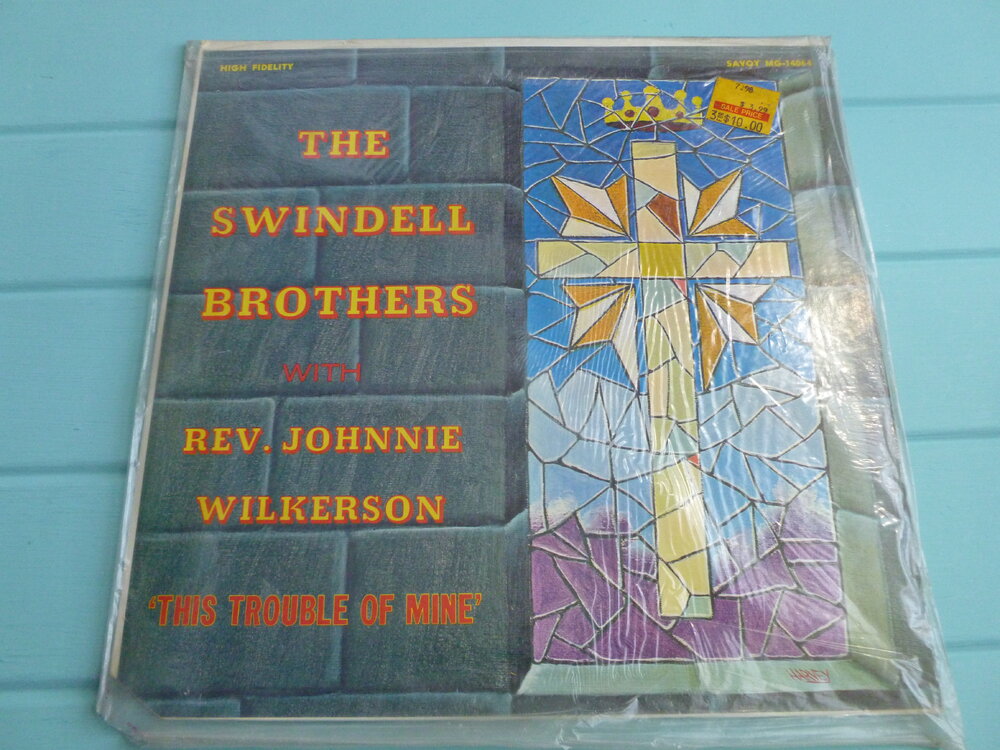 HIGH FIDELITY
SAVOY MG-14064
THE
SWINDELL
BROTHERS
WITH
REV. JOHNNIE
WILKERSON
'THIS TROUBLE OF MINE'
SALE PRICE
$10.00
HARVEY